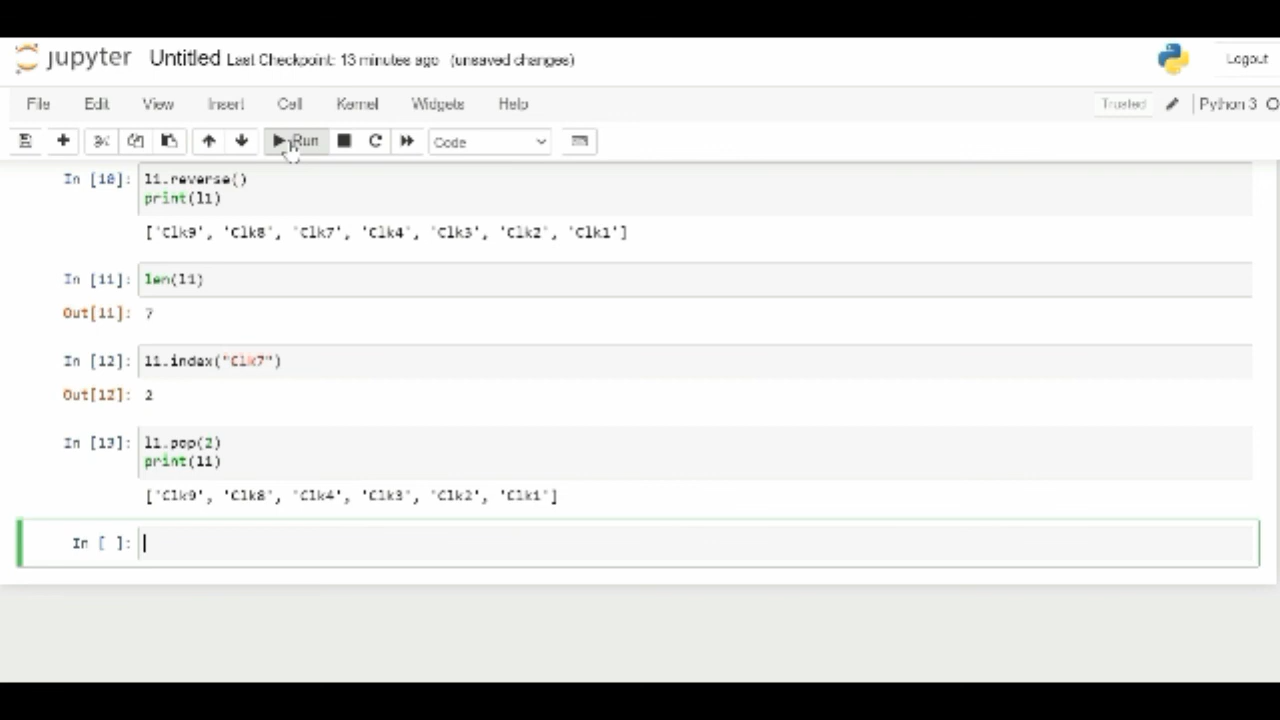 jupyter Untitled Last Checkpoint: 13 minutes ago (unsaved changes) Logout
File Edit View Insert Cell Kernel Widgets Help Trusted Python 3
Run Code
In [10]: l1.reverse()
print(l1)
['Clk9', 'Clk8', 'Clk7', 'Clk4', 'Clk3', 'Clk2', 'Clk1']
In [11]: len(l1)
Out[11]: 7
In [12]: l1.index("Clk7")
Out[12]: 2
In [13]: l1.pop(2)
print(l1)
['Clk9', 'Clk8', 'Clk4', 'Clk3', 'Clk2', 'Clk1']
In [ ]: